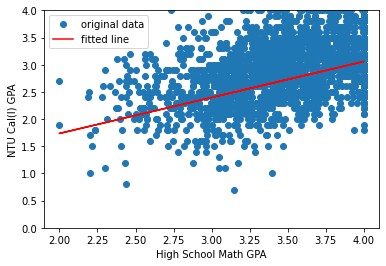 original data
fitted line
NTU Cal(I) GPA
4.0
3.5
3.0
2.5
2.0
1.5
1.0
0.5
0.0
2.00 2.25 2.50 2.75 3.00 3.25 3.50 3.75 4.00
High School Math GPA